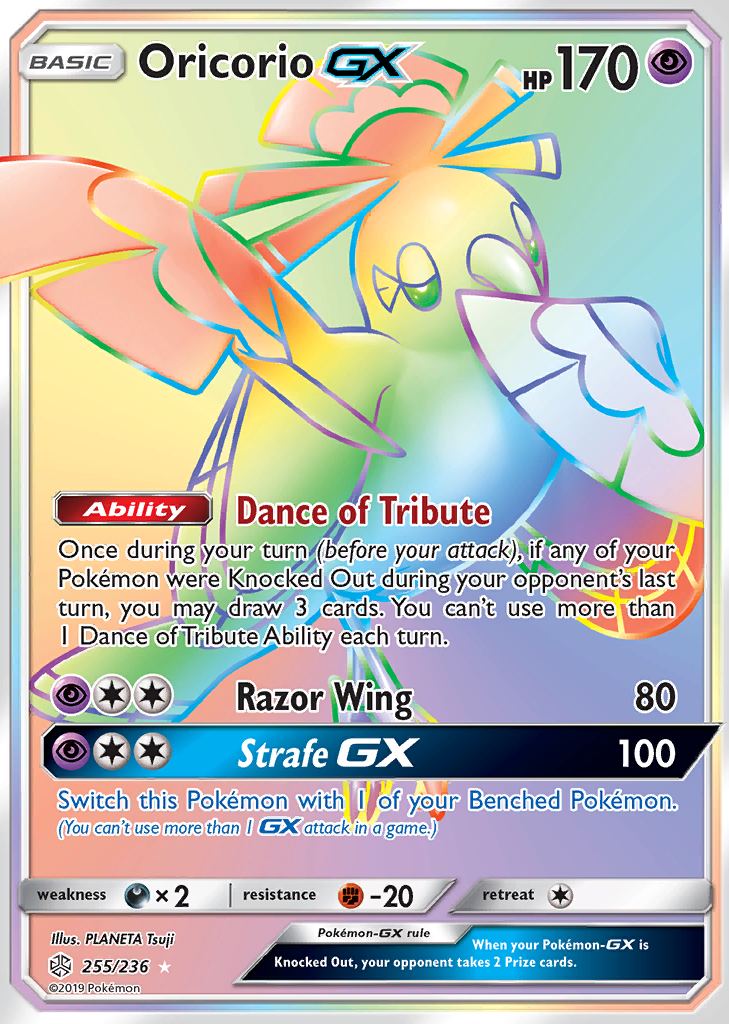 BASIC Oricorio GX HP 170
Ability Dance of Tribute
Once during your turn (before your attack), if any of your
Pokémon were Knocked Out during your opponent's last
turn, you may draw 3 cards. You can't use more than
1 Dance of Tribute Ability each turn.
Razor Wing 80
Strafe GX 100
Switch this Pokémon with 1 of your Benched Pokémon.
(You can't use more than 1 GX attack in a game.)
weakness ×2 resistance -20 retreat
Illus. PLANETA Tsuji
255/236
©2019 Pokémon
Pokémon-GX rule
When your Pokémon-GX is
Knocked Out, your opponent takes 2 Prize cards.